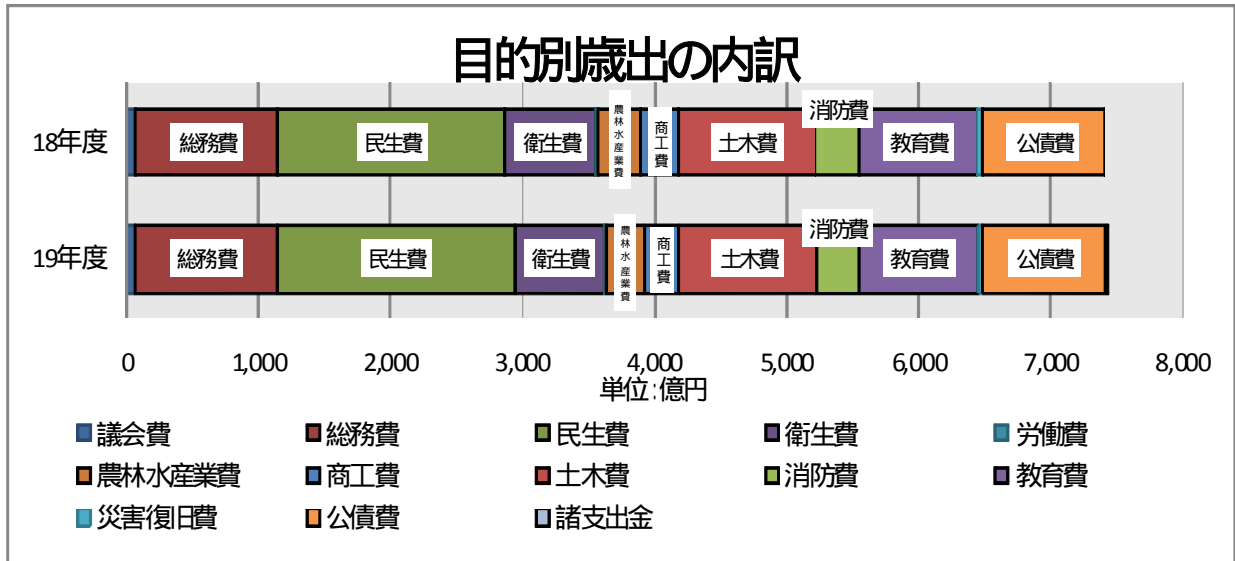 目的別歳出の内訳
18年度
総務費
民生費
衛生費
農林水産業費
商工費
土木費
消防費
教育費
公債費
19年度
総務費
民生費
衛生費
農林水産業費
商工費
土木費
消防費
教育費
公債費
0 1,000 2,000 3,000 4,000 5,000 6,000 7,000 8,000
単位:億円
議会費 総務費 民生費 衛生費 労働費
農林水産業費 商工費 土木費 消防費 教育費
災害復旧費 公債費 諸支出金